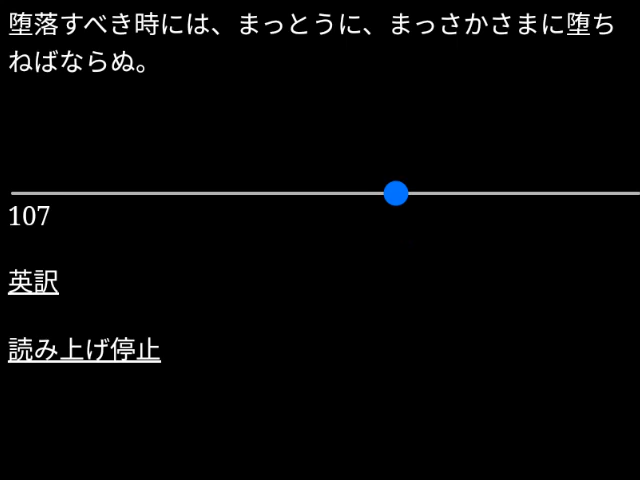 堕落すべき時には、まっとうに、まっさかさまに堕ち
ねばならぬ。
107
英訳
読み上げ停止